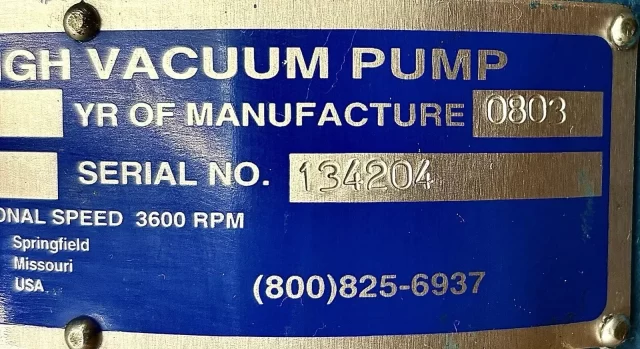 IGH VACUUM PUMP
YR OF MANUFACTURE 0803
SERIAL NO. 134204
ONAL SPEED 3600 RPM
Springfield
Missouri
USA
(800)825-6937